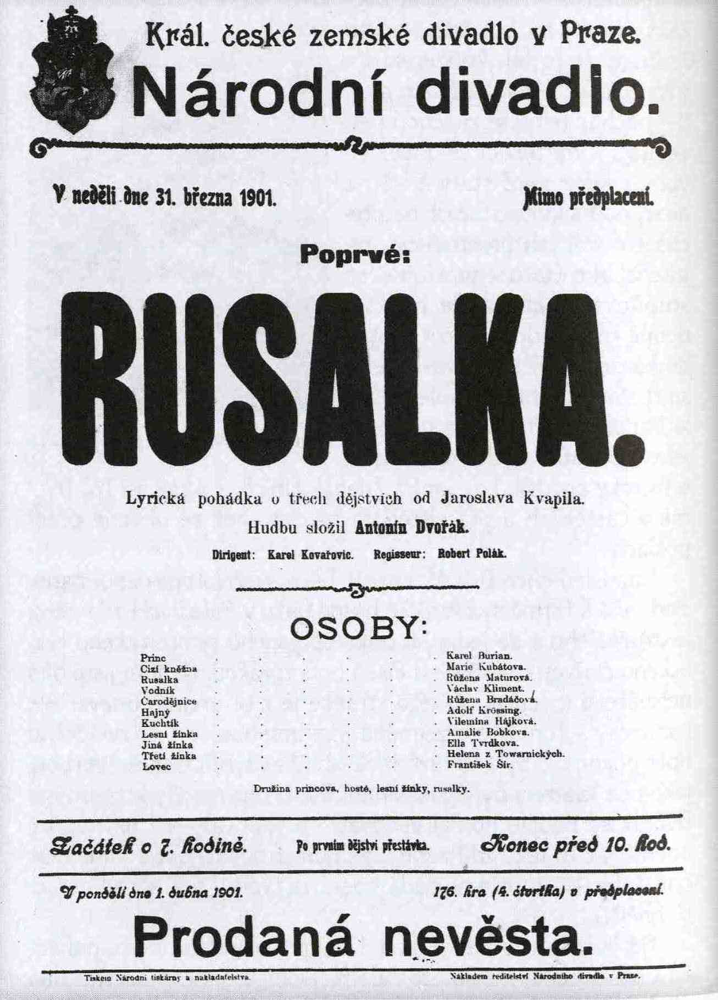 Král. české zemské divadlo v Praze.
Národní divadlo.
V neděli dne 31. března 1901. Mimo předplacení.
Poprvé:
RUSALKA.
Lyrická pohádka o třech dějstvích od Jaroslava Kvapila.
Hudbu složil Antonín Dvořák.
Dirigent: Karel Kovařovic. Regisseur: Robert Polák.
OSOBY:
Princ . . . . . . Karel Burian.
Cizí kněžna . . . . . . Marie Kubátova.
Rusalka . . . . . . Růžena Maturová.
Vodník . . . . . . Václav Kliment.
Čarodějnice . . . . . . Růžena Bradáčová.
Hajný . . . . . . Adolf Krössing.
Kuchtík . . . . . . Vilemína Hájková.
Lesní žínka . . . . . . Amalie Bobkova.
Jiná žínka . . . . . . Ella Tvrdkova.
Třetí žínka . . . . . . Helena z Towarnických.
Lovec . . . . . . František Šír.
Družina princova, hosté, lesní žínky, rusalky.
Začátek o 7. hodině. Po prvním dějství přestávka. Konec před 10. hod.
V pondělí dne 1. dubna 1901. 176. hra (4. čtvrtka) v předplacení.
Prodaná nevěsta.
Tiskem Národní tiskárny a nakladatelstva. Nákladem ředitelství Národního divadla v Praze.